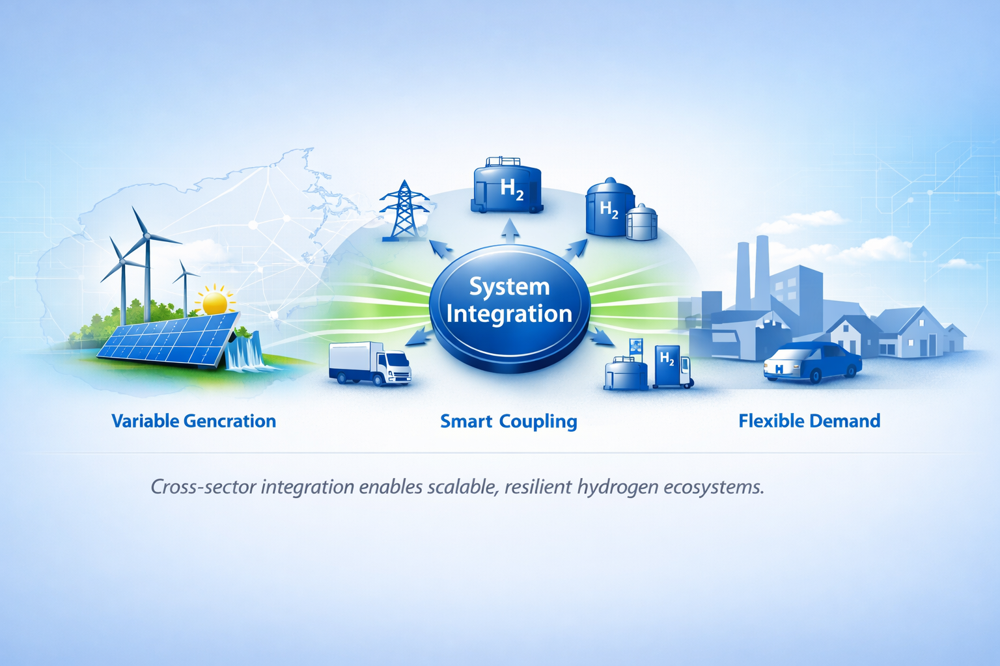 H2
H2
System
Integration
H2
H
Variable Gencration
Smart Coupling
Flexible Demand
Cross-sector integration enables scalable, resilient hydrogen ecosystems.